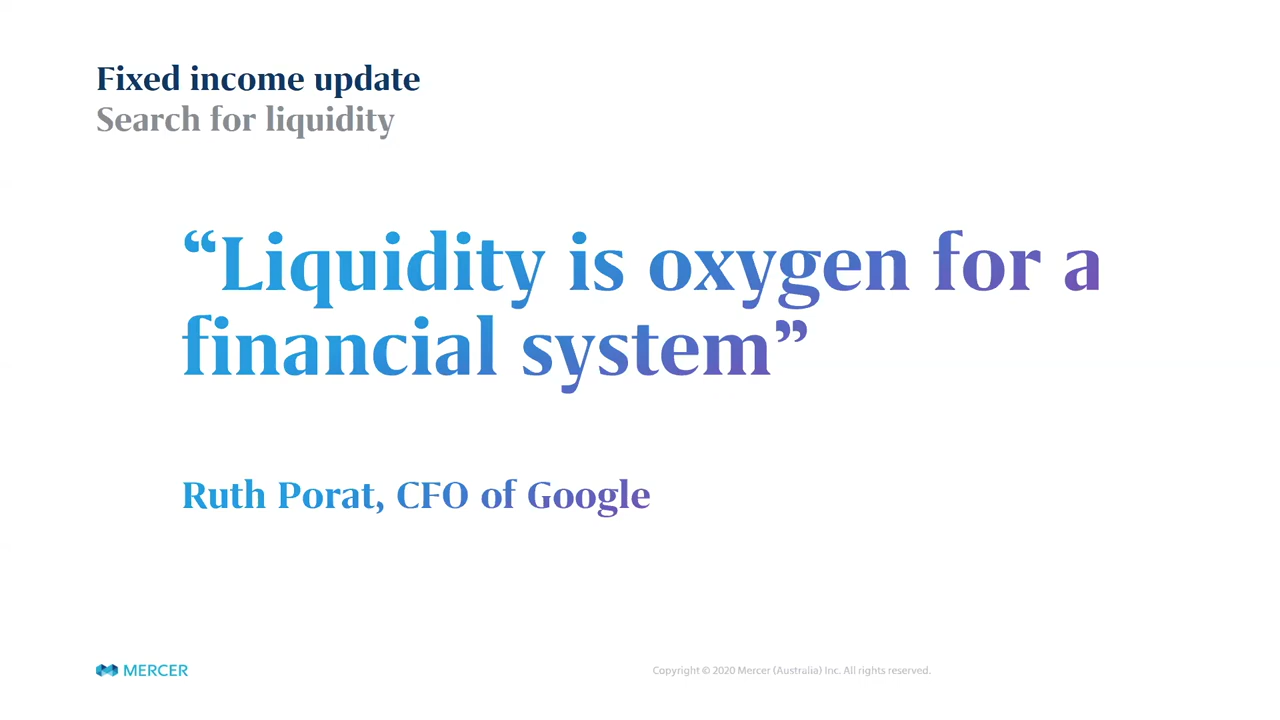 Fixed income update
Search for liquidity
“Liquidity is oxygen for a
financial system”
Ruth Porat, CFO of Google
MERCER
Copyright © 2020 Mercer (Australia) Inc. All rights reserved.